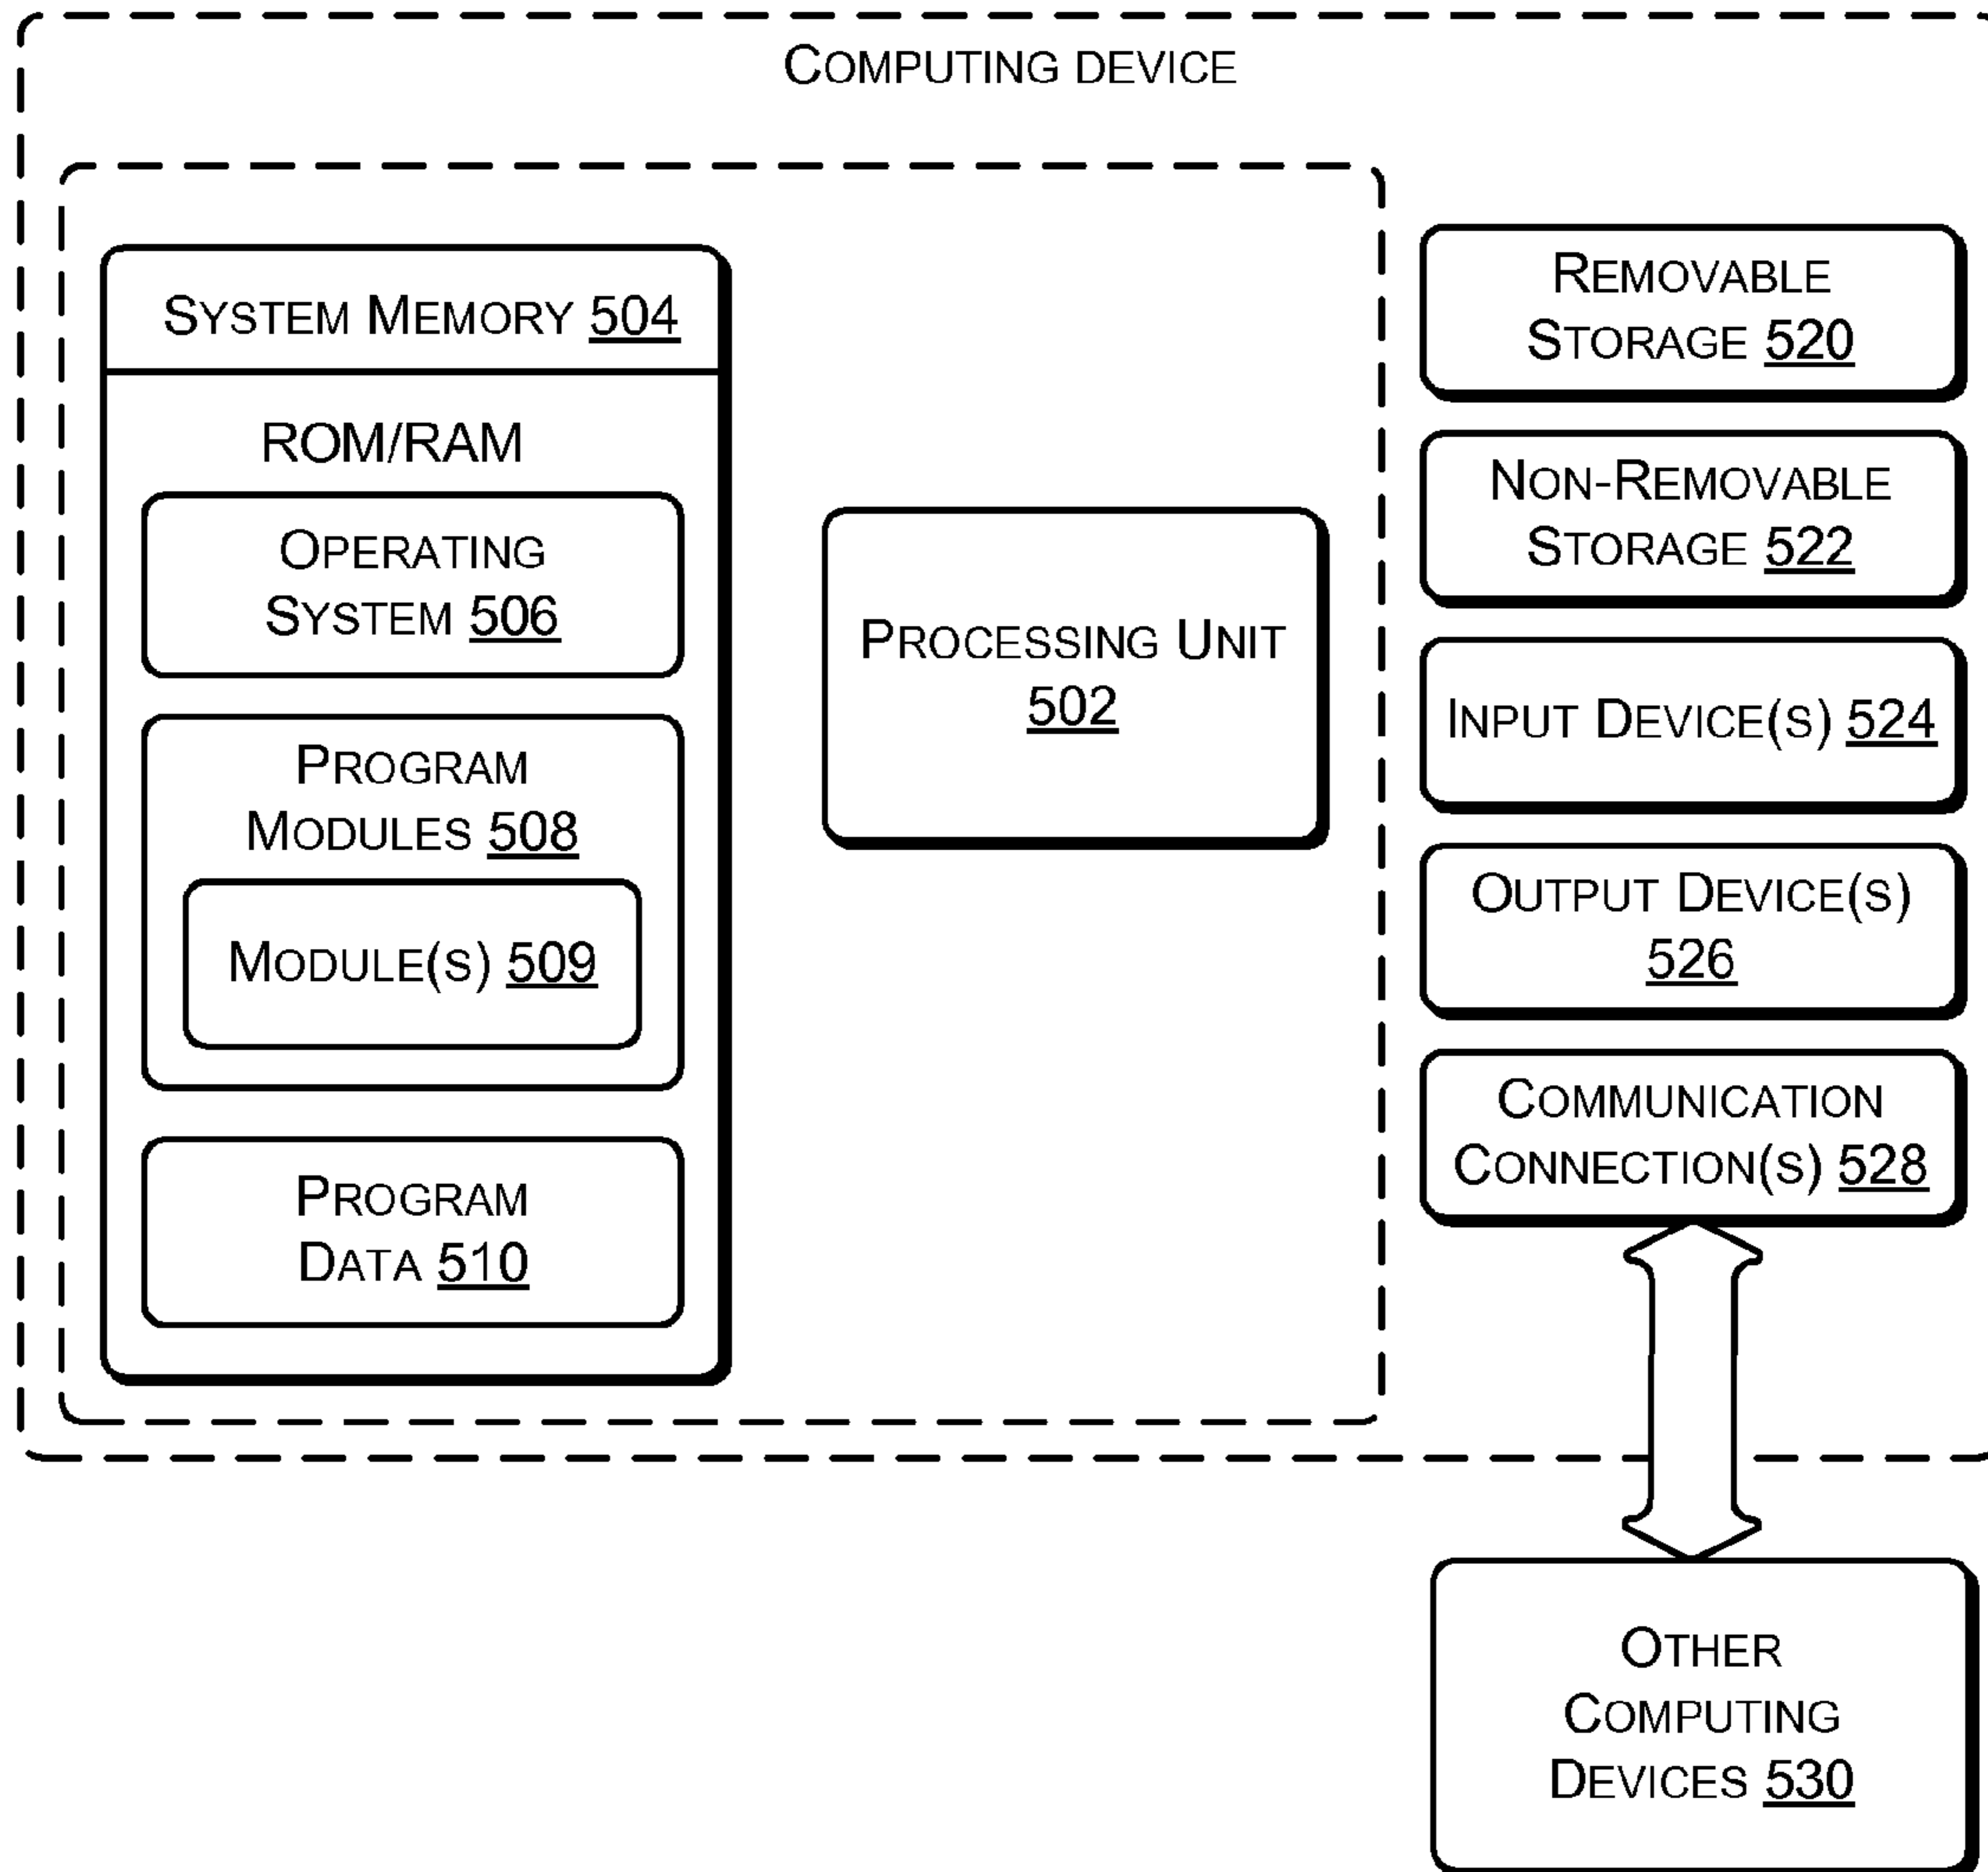 COMPUTING DEVICE
SYSTEM MEMORY 504
ROM/RAM
OPERATING
SYSTEM 506
PROGRAM
MODULES 508
MODULE(S) 509
PROGRAM
DATA 510
PROCESSING UNIT
502
REMOVABLE
STORAGE 520
NON-REMOVABLE
STORAGE 522
INPUT DEVICE(S) 524
OUTPUT DEVICE(S)
526
COMMUNICATION
CONNECTION(S) 528
OTHER
COMPUTING
DEVICES 530